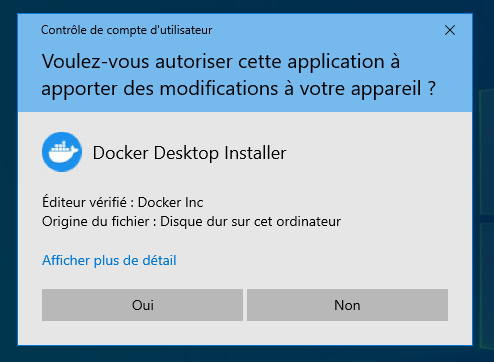 Contrôle de compte d'utilisateur
Voulez-vous autoriser cette application à
apporter des modifications à votre appareil ?
Docker Desktop Installer
Éditeur vérifié : Docker Inc
Origine du fichier : Disque dur sur cet ordinateur
Afficher plus de détail
Oui
Non